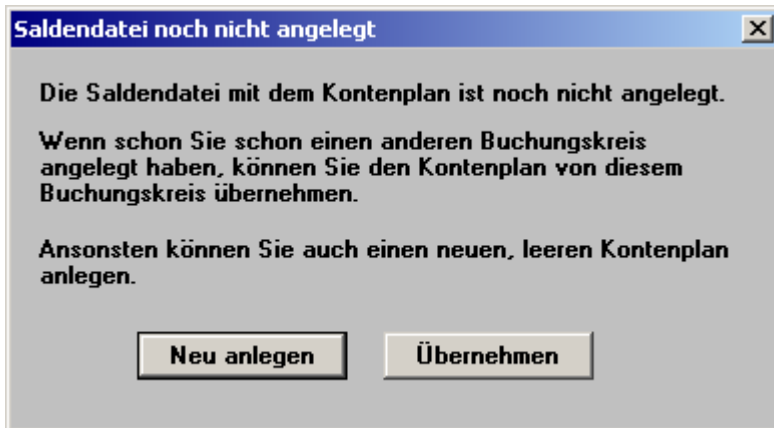 Saldendatei noch nicht angelegt
Die Saldendatei mit dem Kontenplan ist noch nicht angelegt.
Wenn schon Sie schon einen anderen Buchungskreis
angelegt haben, können Sie den Kontenplan von diesem
Buchungskreis übernehmen.
Ansonsten können Sie auch einen neuen, leeren Kontenplan
anlegen.
Neu anlegen
Übernehmen